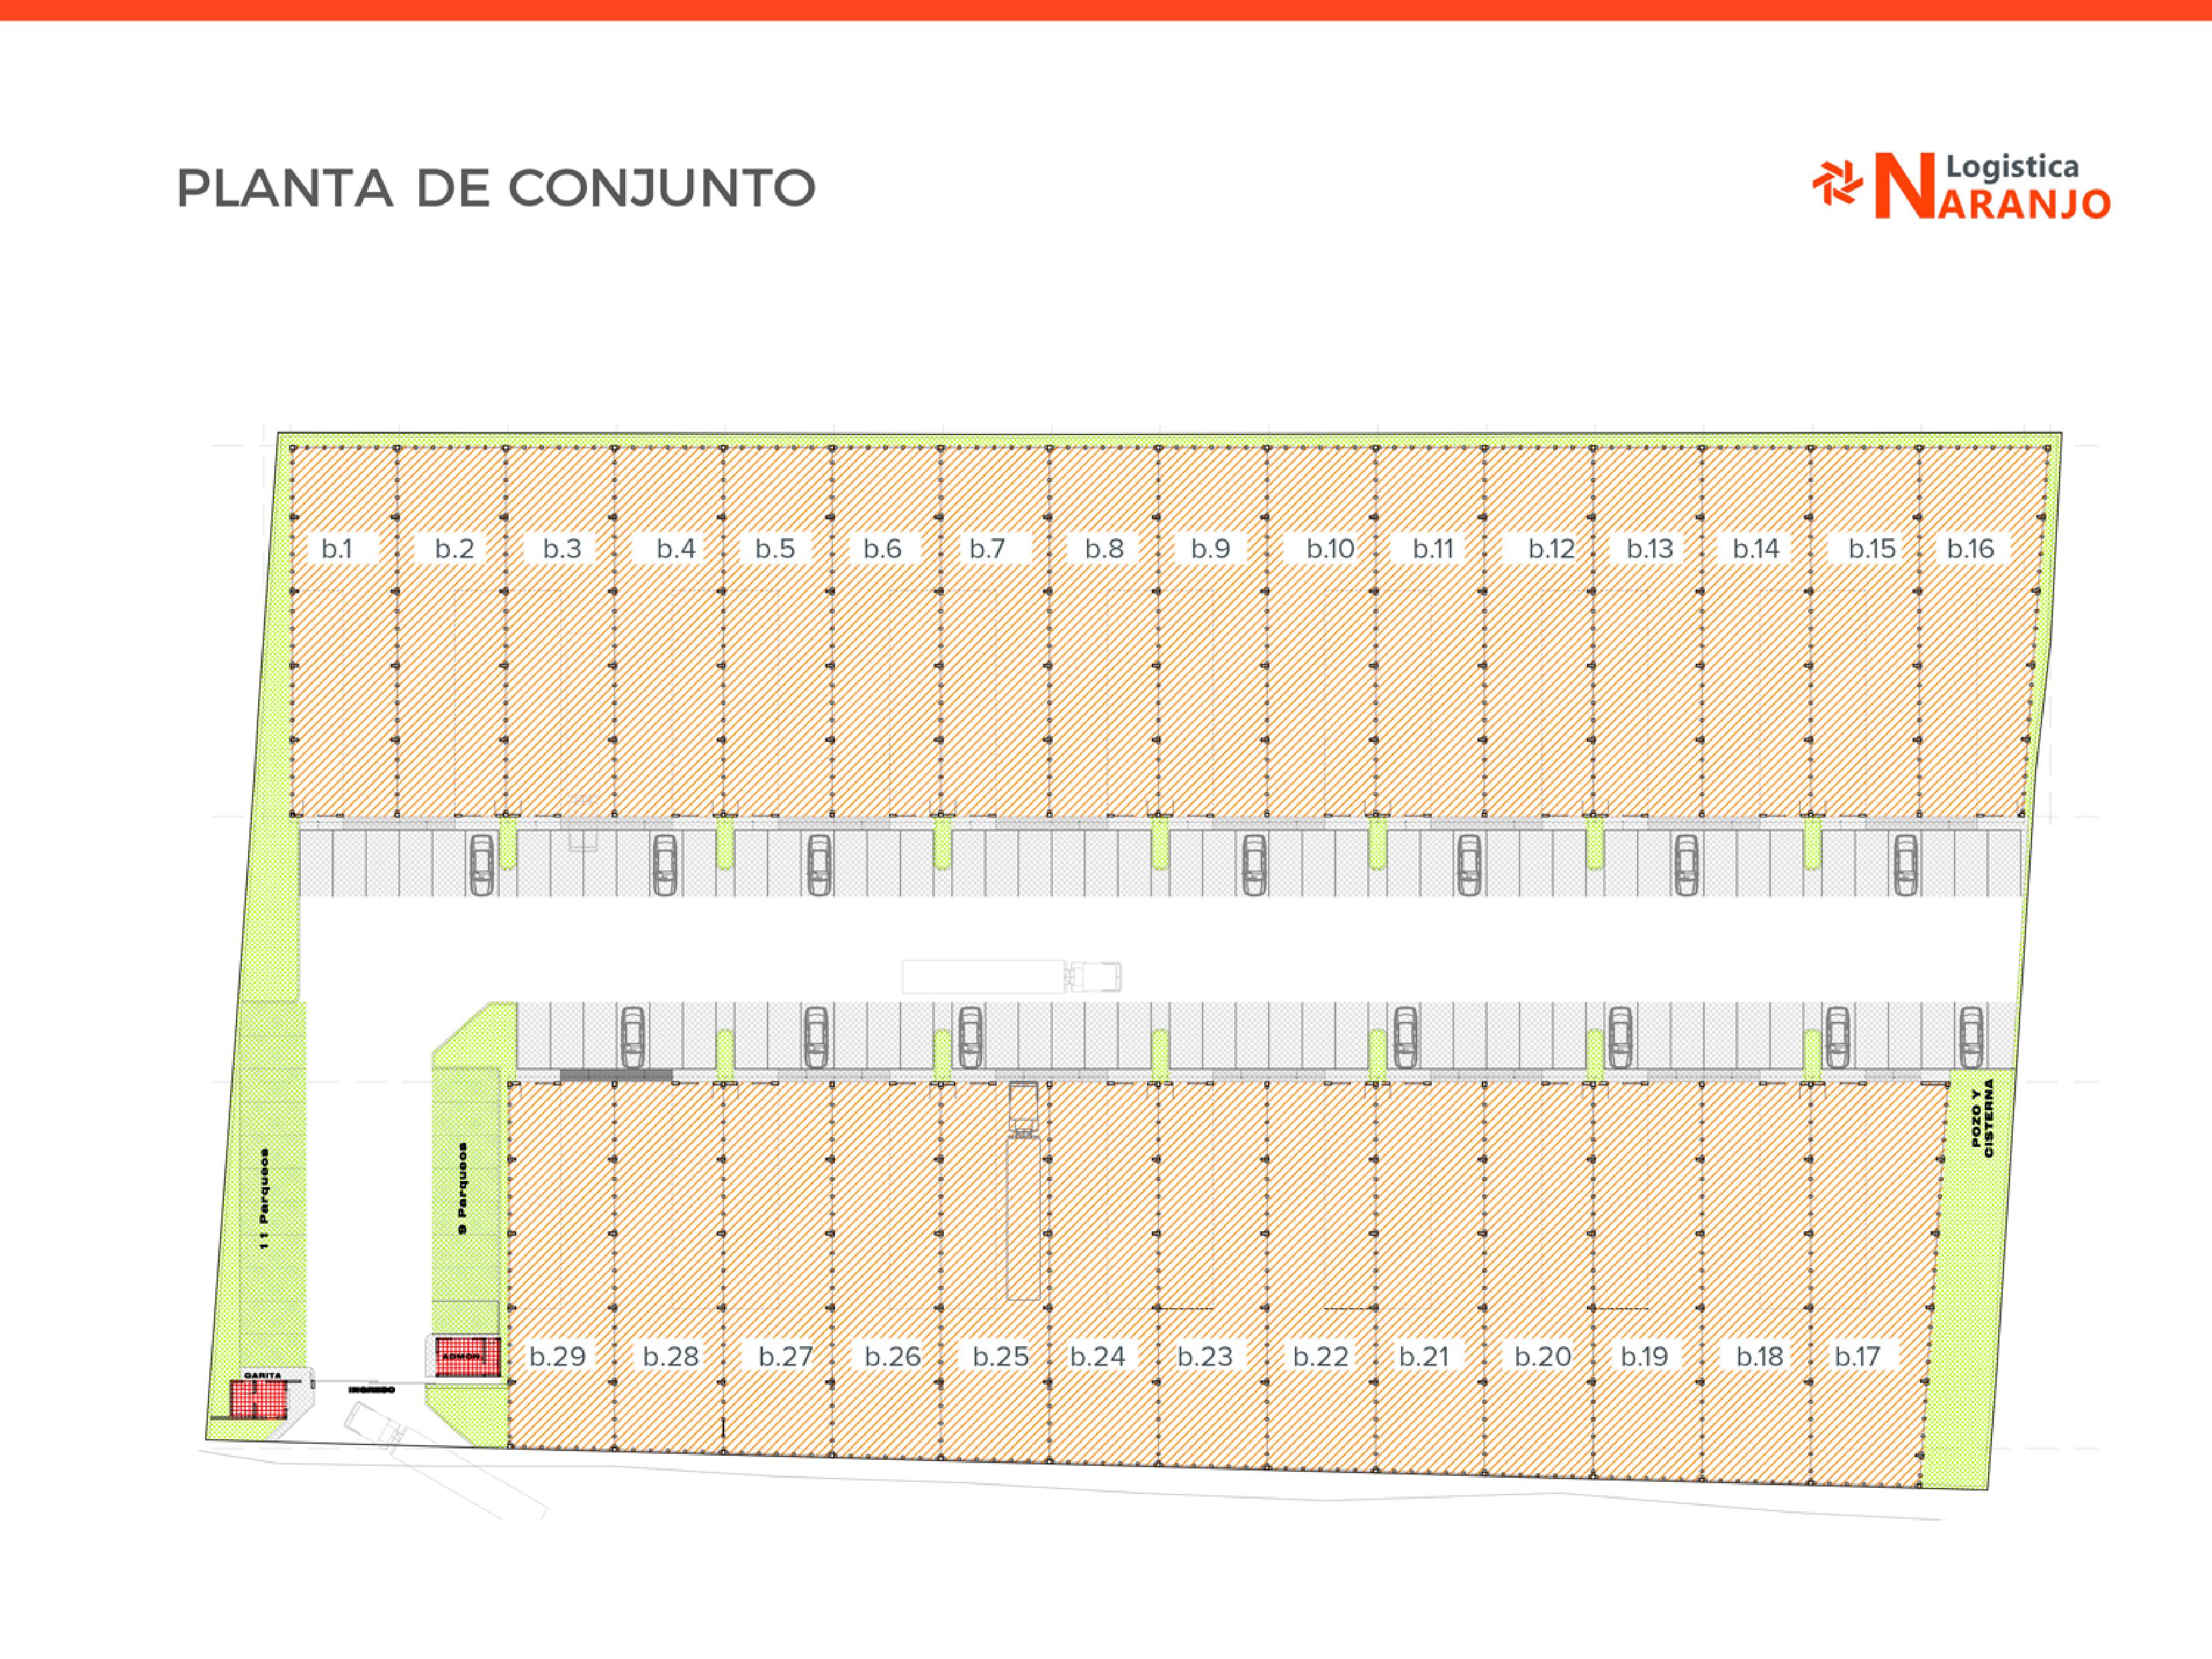 PLANTA DE CONJUNTO
Logistica
NARANJO
b.1 b.2 b.3 b.4 b.5 b.6 b.7 b.8 b.9 b.10 b.11 b.12 b.13 b.14 b.15 b.16
POZO Y
CISTERNA
11 Parqueos
9 Parqueos
b.29 b.28 b.27 b.26 b.25 b.24 b.23 b.22 b.21 b.20 b.19 b.18 b.17
ADMON.
GARITA
INGRESO